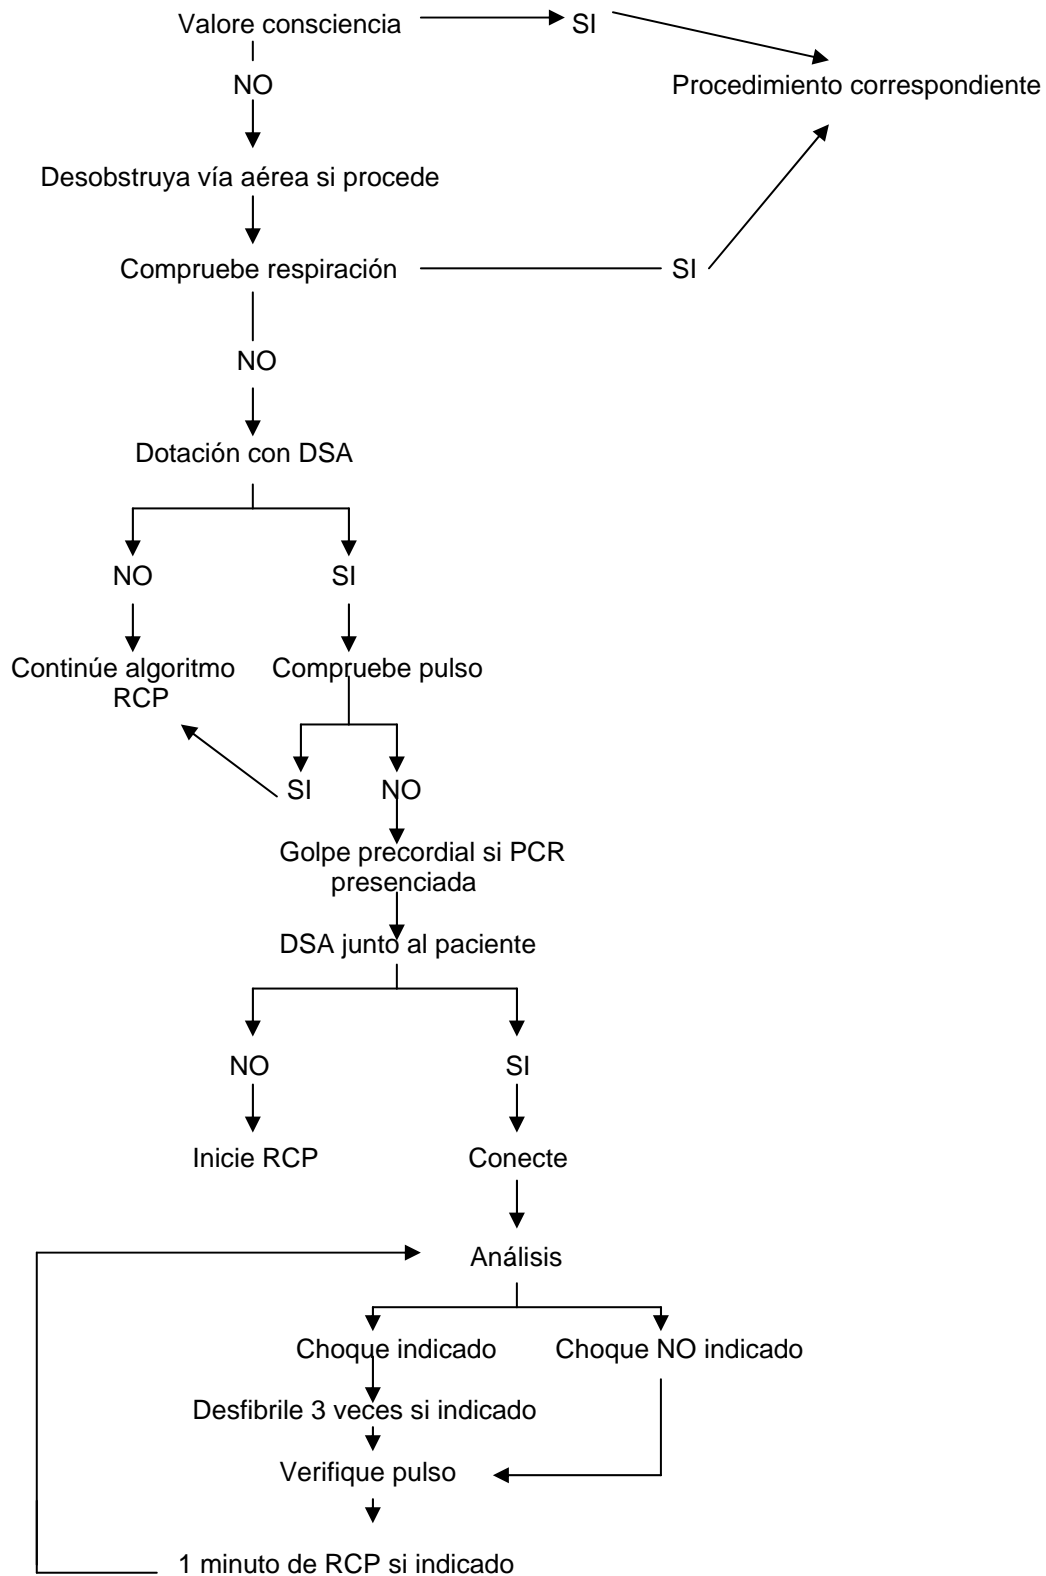 Valore consciencia SI
NO Procedimiento correspondiente
Desobstruya vía aérea si procede
Compruebe respiración SI
NO
Dotación con DSA
NO SI
Continúe algoritmo Compruebe pulso
RCP
SI NO
Golpe precordial si PCR
presenciada
DSA junto al paciente
NO SI
Inicie RCP Conecte
Análisis
Choque indicado Choque NO indicado
Desfibrile 3 veces si indicado
Verifique pulso
1 minuto de RCP si indicado